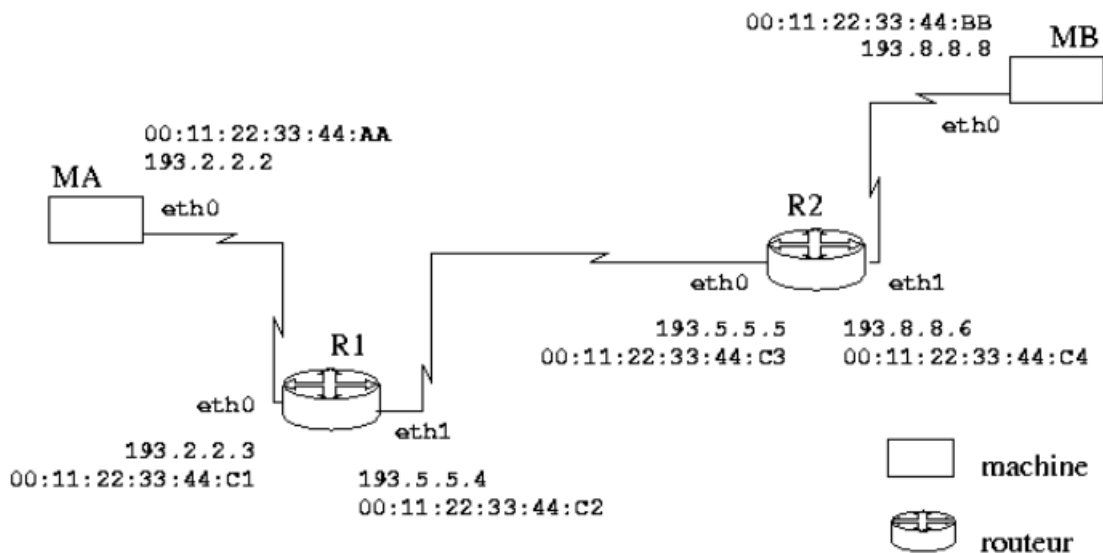 00:11:22:33:44:BB
193.8.8.8
MB
eth0
00:11:22:33:44:AA
193.2.2.2
MA
eth0
R2
eth0
eth1
193.5.5.5
00:11:22:33:44:C3
193.8.8.6
00:11:22:33:44:C4
R1
eth0
eth1
193.2.2.3
00:11:22:33:44:C1
193.5.5.4
00:11:22:33:44:C2
machine
routeur